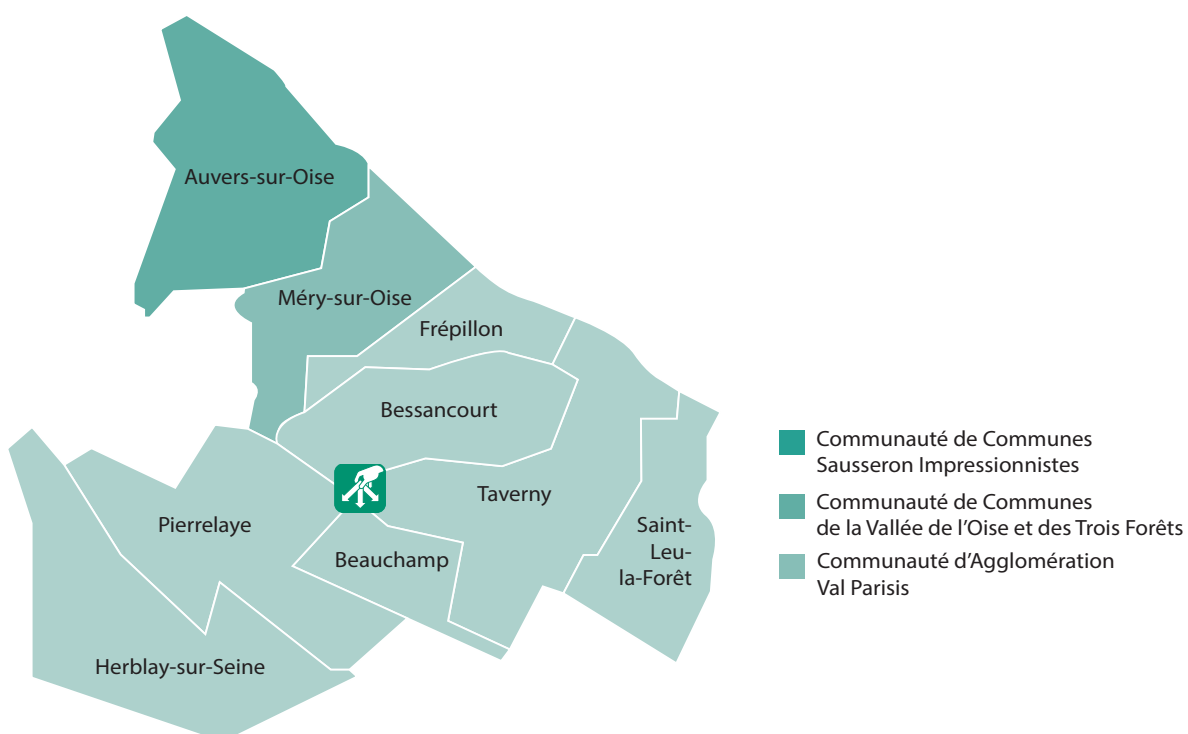 Auvers-sur-Oise
Méry-sur-Oise
Frépillon
Bessancourt
Taverny
Pierrelaye
Beauchamp
Saint-
Leu-
la-Forêt
Herblay-sur-Seine
Communauté de Communes
Sausseron Impressionnistes
Communauté de Communes
de la Vallée de l’Oise et des Trois Forêts
Communauté d’Agglomération
Val Parisis